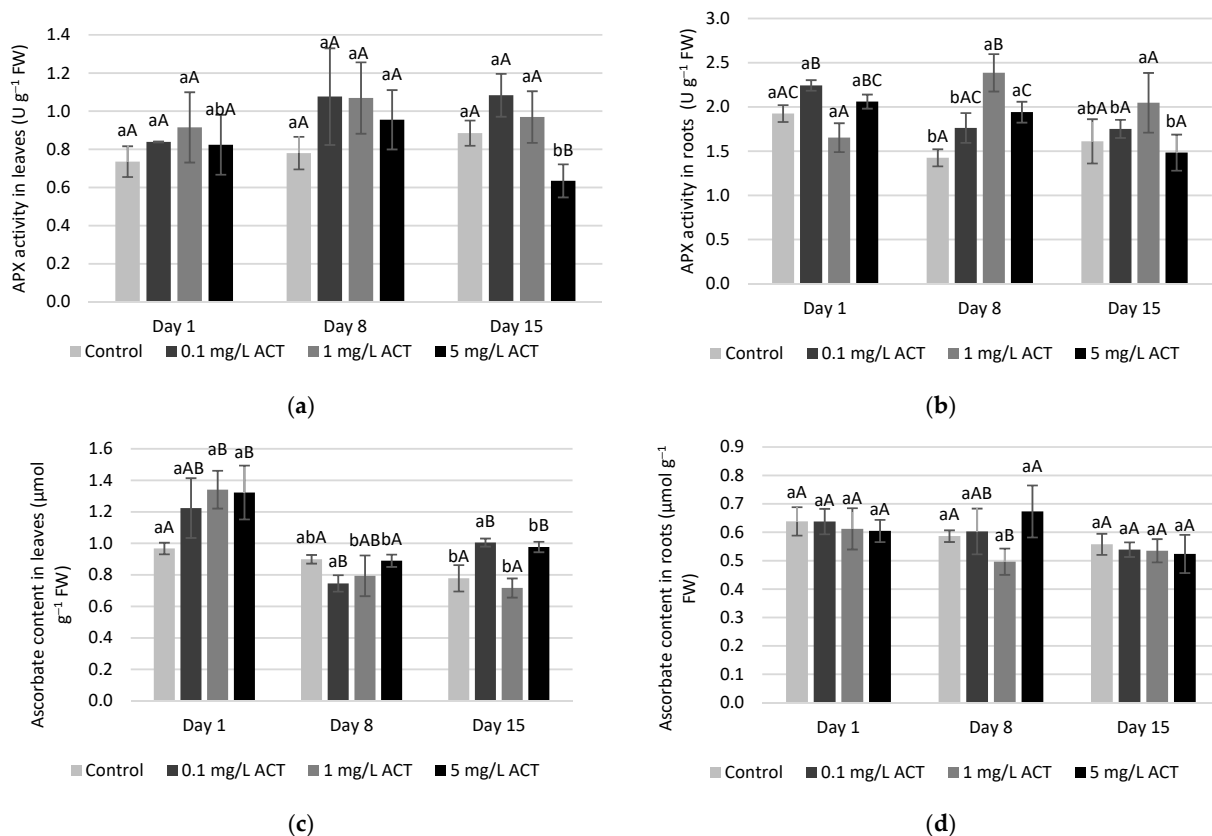 APX activity in leaves (U g⁻¹ FW)
1.4
1.2
1.0
0.8
0.6
0.4
0.2
0.0
aA aA aA abA
aA aA aA aA
aA aA aA bB
Day 1 Day 8 Day 15
Control 0.1 mg/L ACT 1 mg/L ACT 5 mg/L ACT
(a)
APX activity in roots (U g⁻¹ FW)
3.0
2.5
2.0
1.5
1.0
0.5
0.0
aAC aB aA aBC
bA bAC aB aC
abA bA aA bA
Day 1 Day 8 Day 15
Control 0.1 mg/L ACT 1 mg/L ACT 5 mg/L ACT
(b)
Ascorbate content in leaves (µmol
g⁻¹ FW)
1.6
1.4
1.2
1.0
0.8
0.6
0.4
0.2
0.0
aA aAB aB aB
abA aB bAB aA
bA aB bA bB
Day 1 Day 8 Day 15
Control 0.1 mg/L ACT 1 mg/L ACT 5 mg/L ACT
(c)
Ascorbate content in roots (µmol g⁻¹
FW)
0.9
0.8
0.7
0.6
0.5
0.4
0.3
0.2
0.1
0.0
aA aA aA aA
aA aAB aB aA
aA aA aA aA
Day 1 Day 8 Day 15
Control 0.1 mg/L ACT 1 mg/L ACT 5 mg/L ACT
(d)